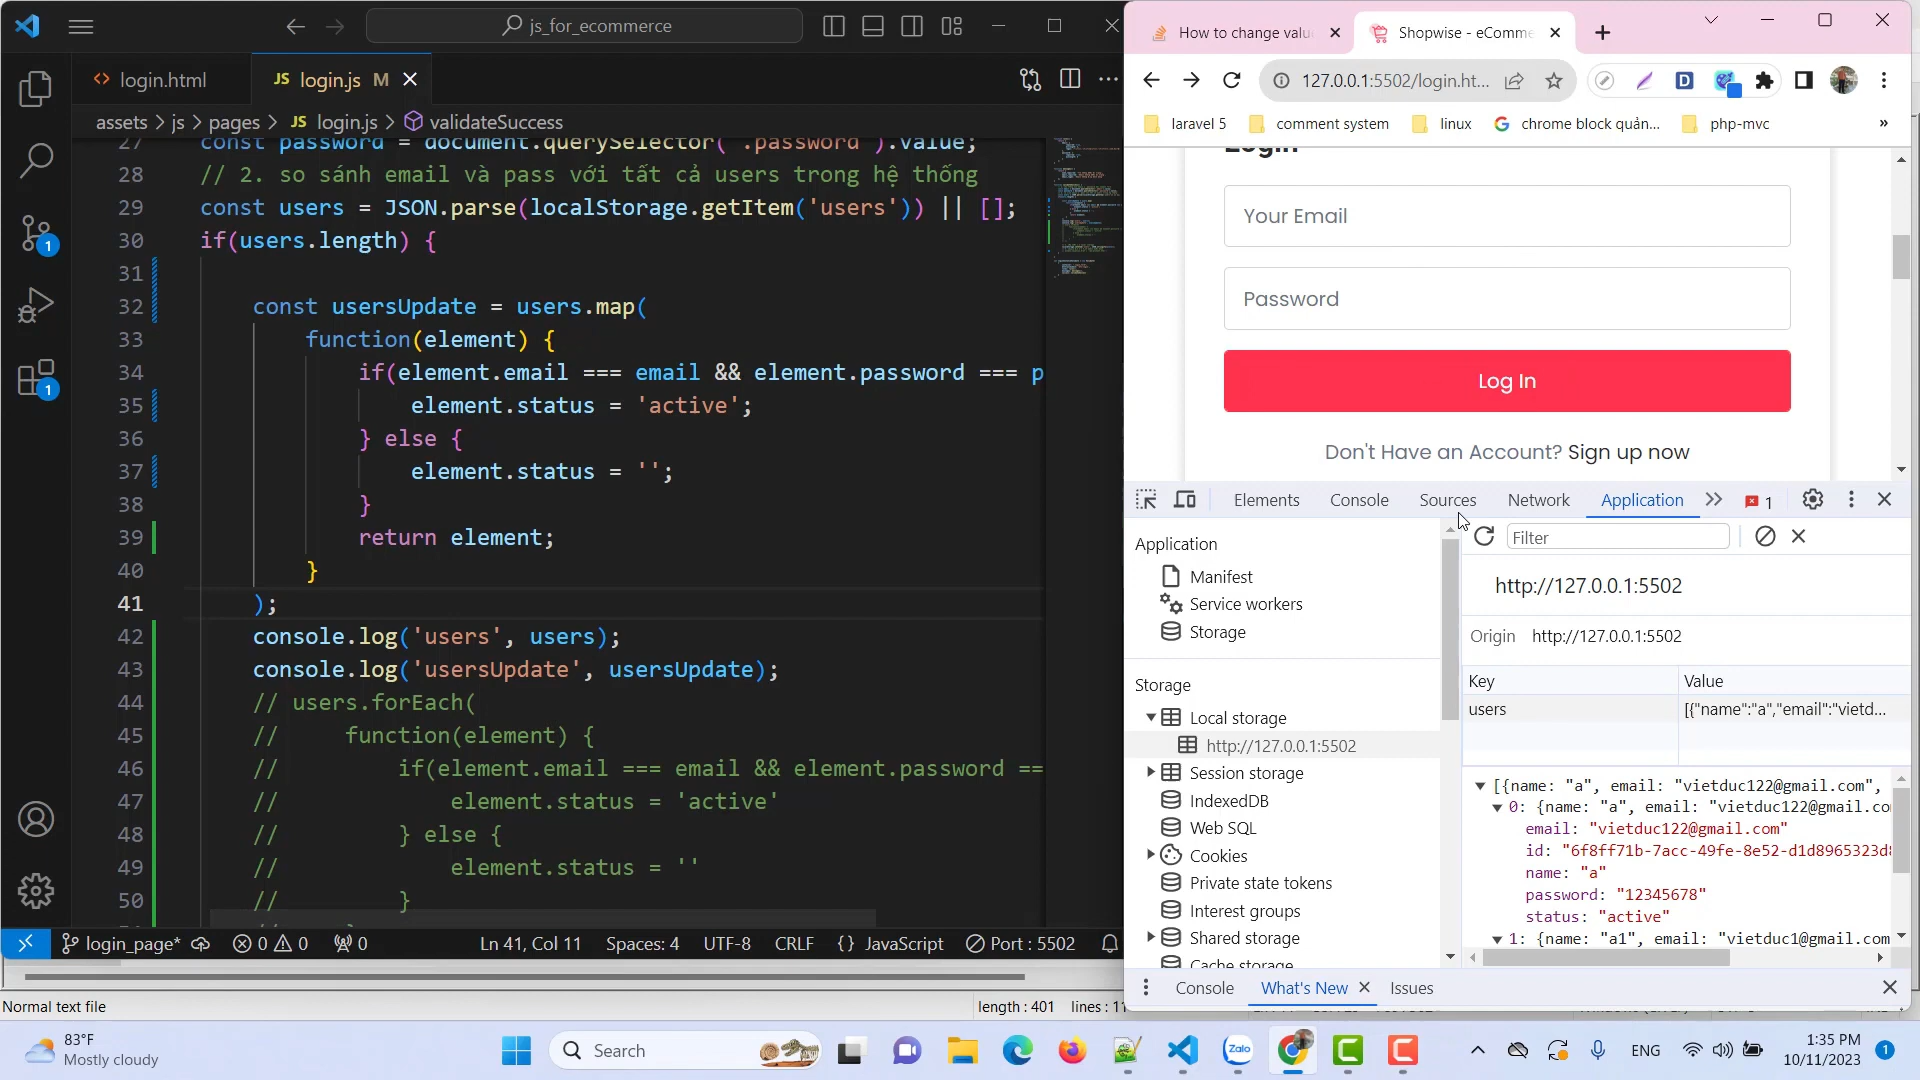 js_for_ecommerce
login.html
JS login.js M
assets > js > pages > JS login.js > validateSuccess
27 const password = document.querySelector('.password').value;
28 // 2. so sánh email và pass với tất cả users trong hệ thống
29 const users = JSON.parse(localStorage.getItem('users')) || [];
30 if(users.length) {
31
32 const usersUpdate = users.map(
33 function(element) {
34 if(element.email === email && element.password === p
35 element.status = 'active';
36 } else {
37 element.status = '';
38 }
39 return element;
40 }
41 );
42 console.log('users', users);
43 console.log('usersUpdate', usersUpdate);
44 // users.forEach(
45 // function(element) {
46 // if(element.email === email && element.password ==
47 // element.status = 'active'
48 // } else {
49 // element.status = ''
50 // }
1
1
login_page* 0 0 0 Ln 41, Col 11 Spaces: 4 UTF-8 CRLF {} JavaScript Port : 5502
Normal text file length : 401 lines : 11
How to change valu
Shopwise - eComme
127.0.0.1:5502/login.ht...
laravel 5 comment system linux chrome block quản... php-mvc »
Login
Your Email
Password
Log In
Don't Have an Account? Sign up now
Elements Console Sources Network Application 1
Filter
Application
Manifest
Service workers
Storage
Storage
Local storage
http://127.0.0.1:5502
Session storage
IndexedDB
Web SQL
Cookies
Private state tokens
Interest groups
Shared storage
Cache storage
http://127.0.0.1:5502
Origin http://127.0.0.1:5502
Key Value
users [{"name":"a","email":"vietd...
[{name: "a", email: "vietduc122@gmail.com",
0: {name: "a", email: "vietduc122@gmail.co
email: "vietduc122@gmail.com"
id: "6f8ff71b-7acc-49fe-8e52-d1d8965323d8
name: "a"
password: "12345678"
status: "active"
1: {name: "a1", email: "vietduc1@gmail.com
Console What's New Issues
83°F
Mostly cloudy
Search
Zalo
ENG
1:35 PM
10/11/2023
1